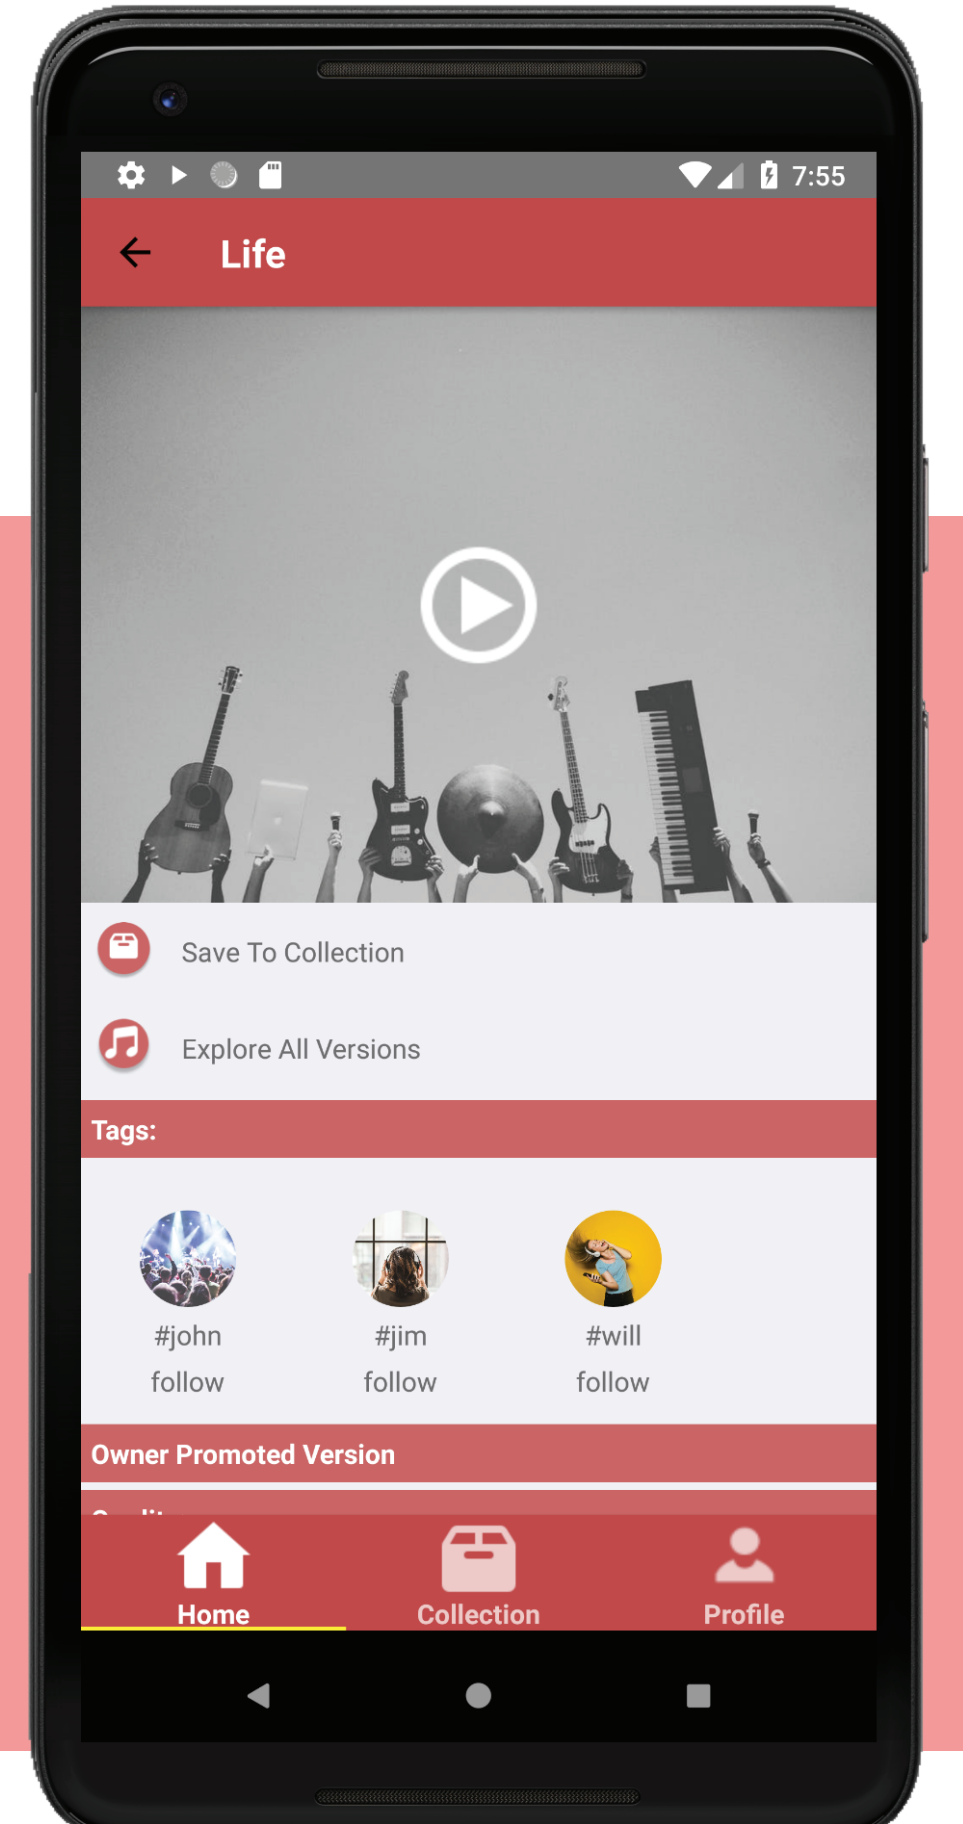 7:55
Life
Save To Collection
Explore All Versions
Tags:
#john #jim #will
follow follow follow
Owner Promoted Version
Home Collection Profile